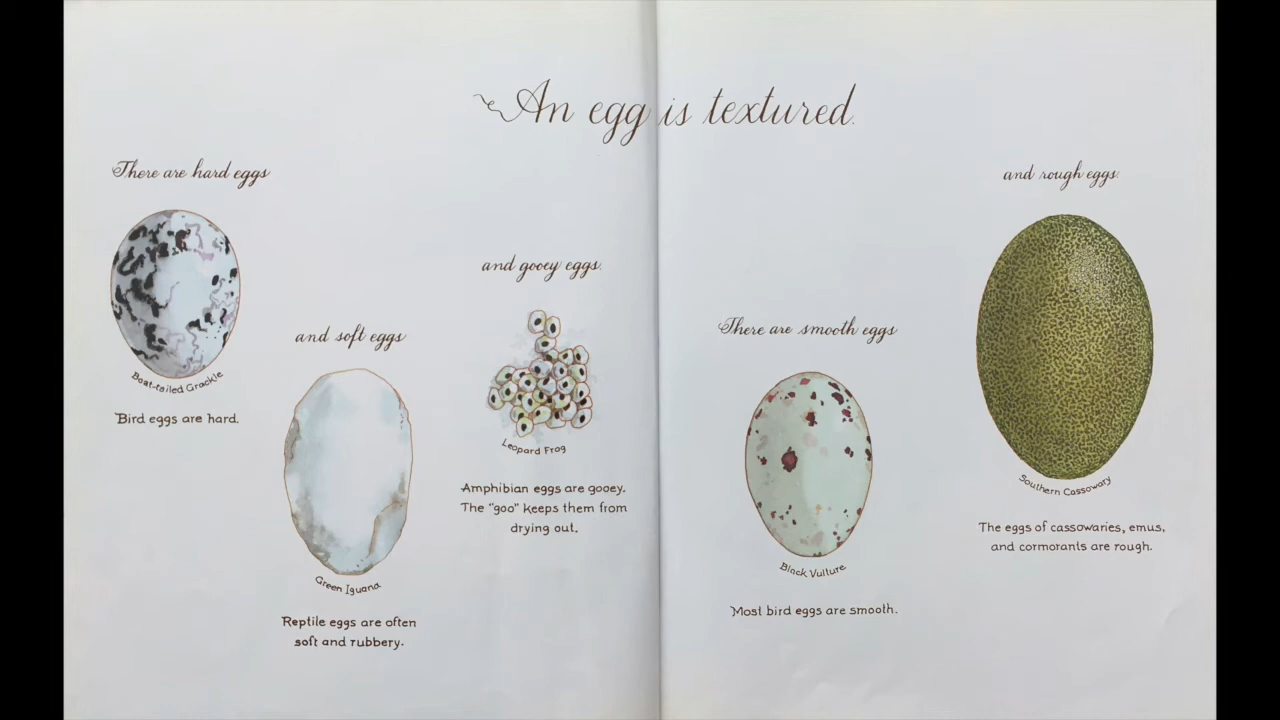 An egg is textured.
There are hard eggs
Boat-tailed Grackle
Bird eggs are hard.
and soft eggs
Green Iguana
Reptile eggs are often
soft and rubbery.
and gooey eggs.
Leopard Frog
Amphibian eggs are gooey.
The "goo" keeps them from
drying out.
There are smooth eggs
Black Vulture
Most bird eggs are smooth.
and rough eggs.
Southern Cassowary
The eggs of cassowaries, emus,
and cormorants are rough.